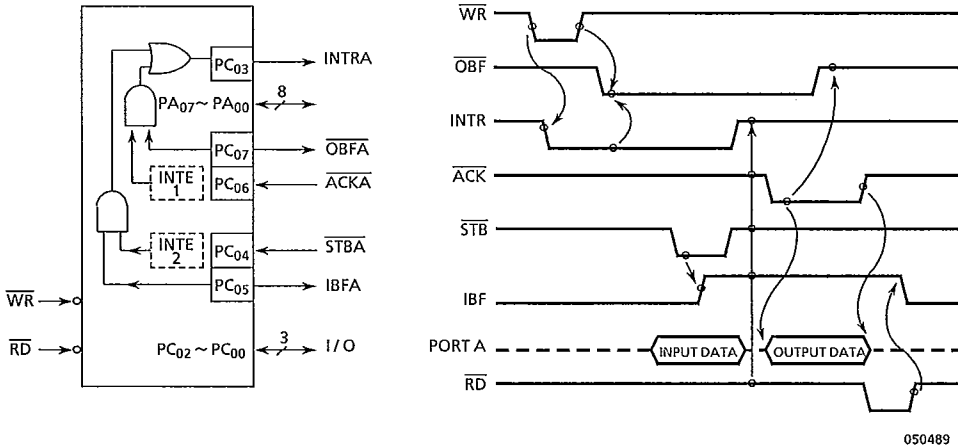 PC03
INTRA
PA07~PA00
8
PC07
OBFA
INTE
1
PC06
ACKA
INTE
2
PC04
STBA
PC05
IBFA
WR
RD
PC02~PC00
3
I/O
WR
OBF
INTR
ACK
STB
IBF
PORT A
INPUT DATA
OUTPUT DATA
RD
050489